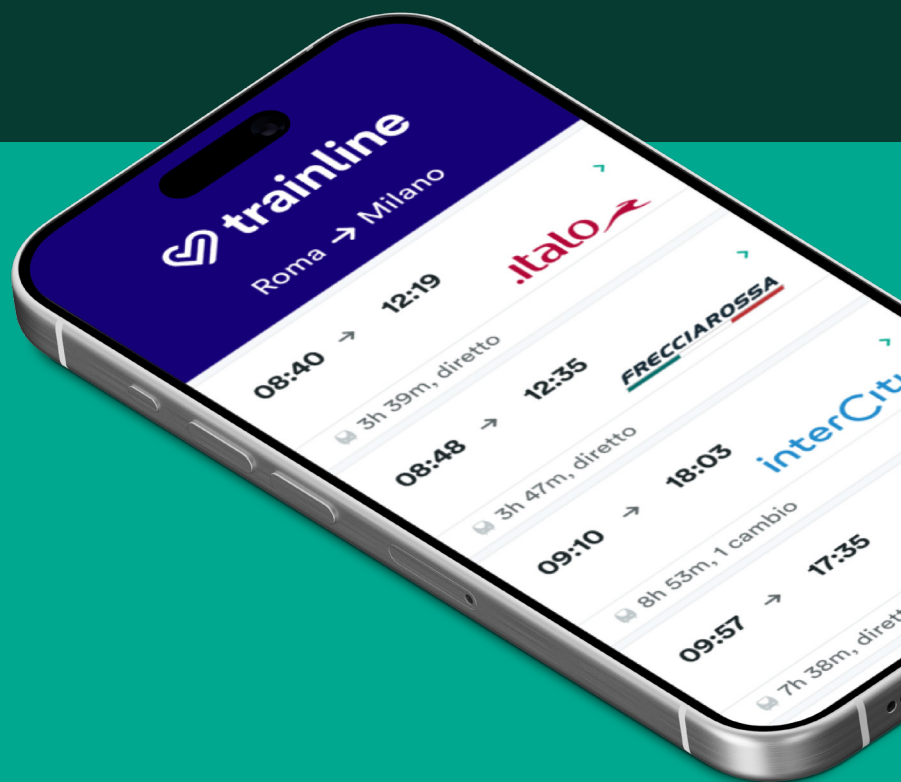 trainline
Roma → Milano
08:40 → 12:19
.italo
3h 39m, diretto
08:48 → 12:35
FRECCIAROSSA
3h 47m, diretto
09:10 → 18:03
interCity
8h 53m, 1 cambio
09:57 → 17:35
7h 38m, diretto